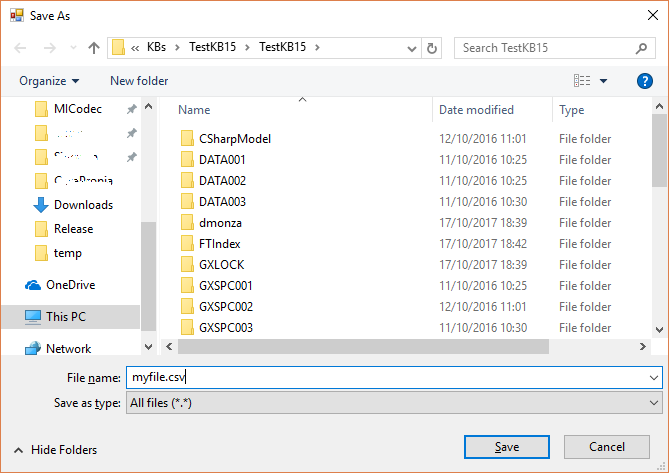 Save As
« KBs › TestKB15 › TestKB15 ›
Search TestKB15
Organize
New folder
MICodec
Downloads
Release
temp
OneDrive
This PC
Network
Name Date modified Type
CSharpModel 12/10/2016 11:01 File folder
DATA001 11/10/2016 10:25 File folder
DATA002 11/10/2016 10:25 File folder
DATA003 11/10/2016 10:30 File folder
dmonza 17/10/2017 18:39 File folder
FTIndex 17/10/2017 18:42 File folder
GXLOCK 17/10/2017 18:39 File folder
GXSPC001 11/10/2016 10:25 File folder
GXSPC002 12/10/2016 11:01 File folder
GXSPC003 11/10/2016 10:30 File folder
File name: myfile.csv
Save as type: All files (*.*)
Hide Folders
Save
Cancel